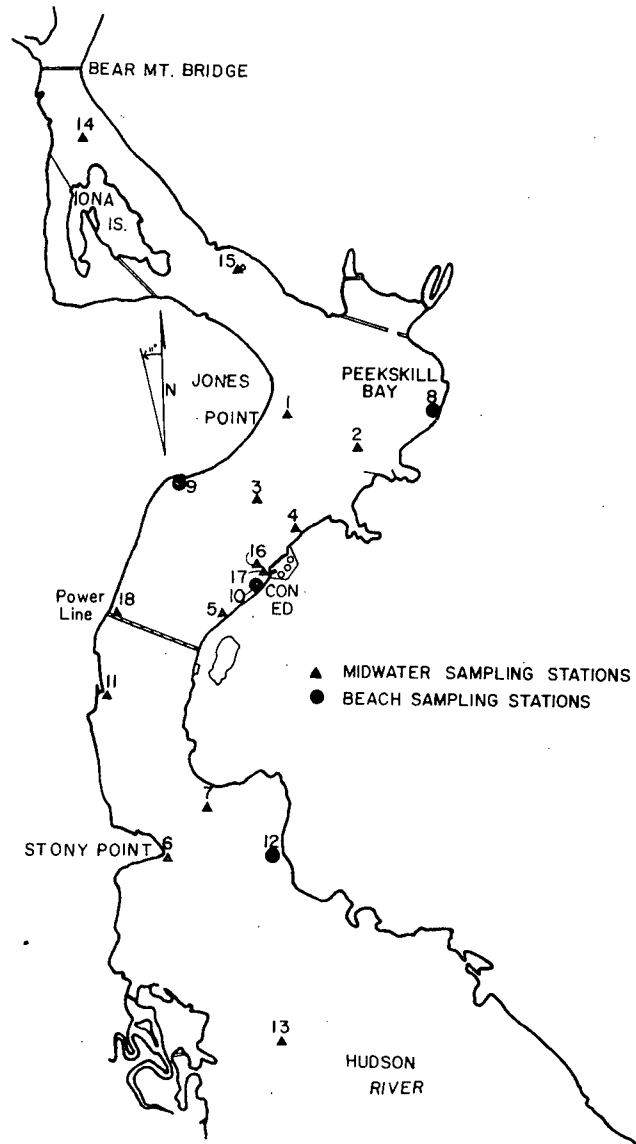 BEAR MT. BRIDGE
14
IONA
IS.
15
N
JONES
POINT
PEEKSKILL
BAY
1
8
2
9
3
4
16
17
10
CON
ED
Power
Line
18
5
11
MIDWATER SAMPLING STATIONS
BEACH SAMPLING STATIONS
7
STONY POINT
6
12
13
HUDSON
RIVER